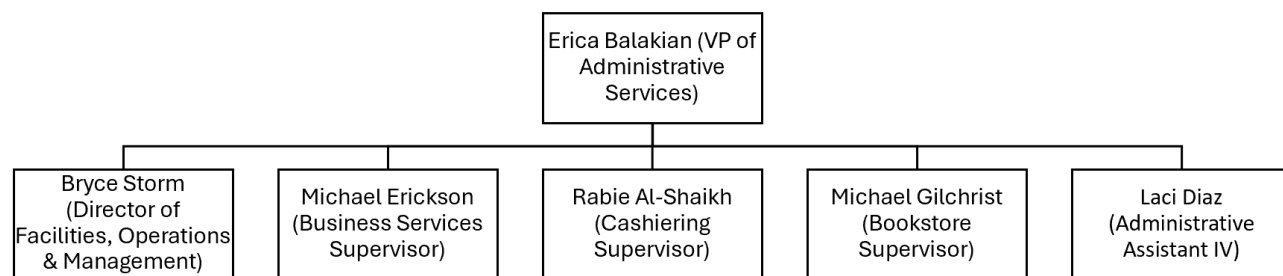 Erica Balakian (VP of
Administrative
Services)
Bryce Storm
(Director of
Facilities, Operations
& Management)
Michael Erickson
(Business Services
Supervisor)
Rabie Al-Shaikh
(Cashiering
Supervisor)
Michael Gilchrist
(Bookstore
Supervisor)
Laci Diaz
(Administrative
Assistant IV)